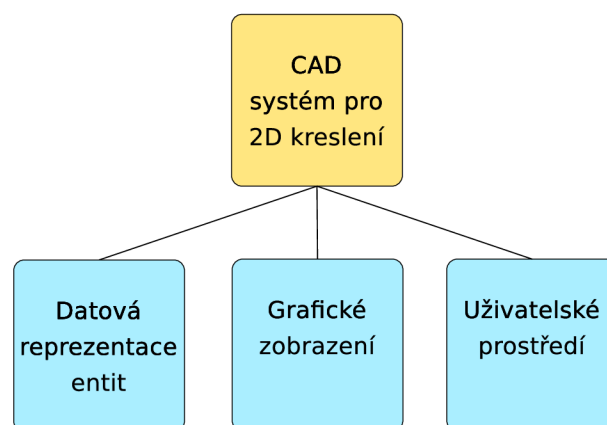 CAD
systém pro
2D kreslení
Datová
reprezentace
entit
Grafické
zobrazení
Uživatelské
prostředí